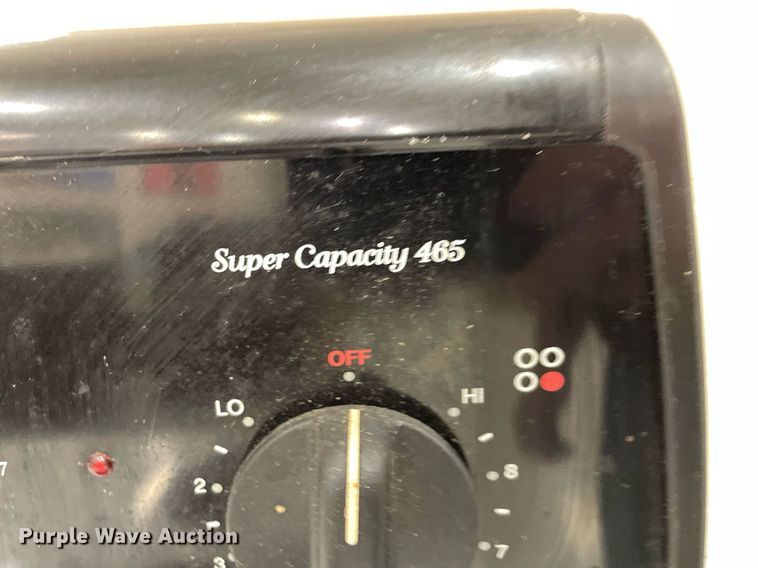 Super Capacity 465
OFF
LO
HI
8
7
2
7
3
Purple Wave Auction